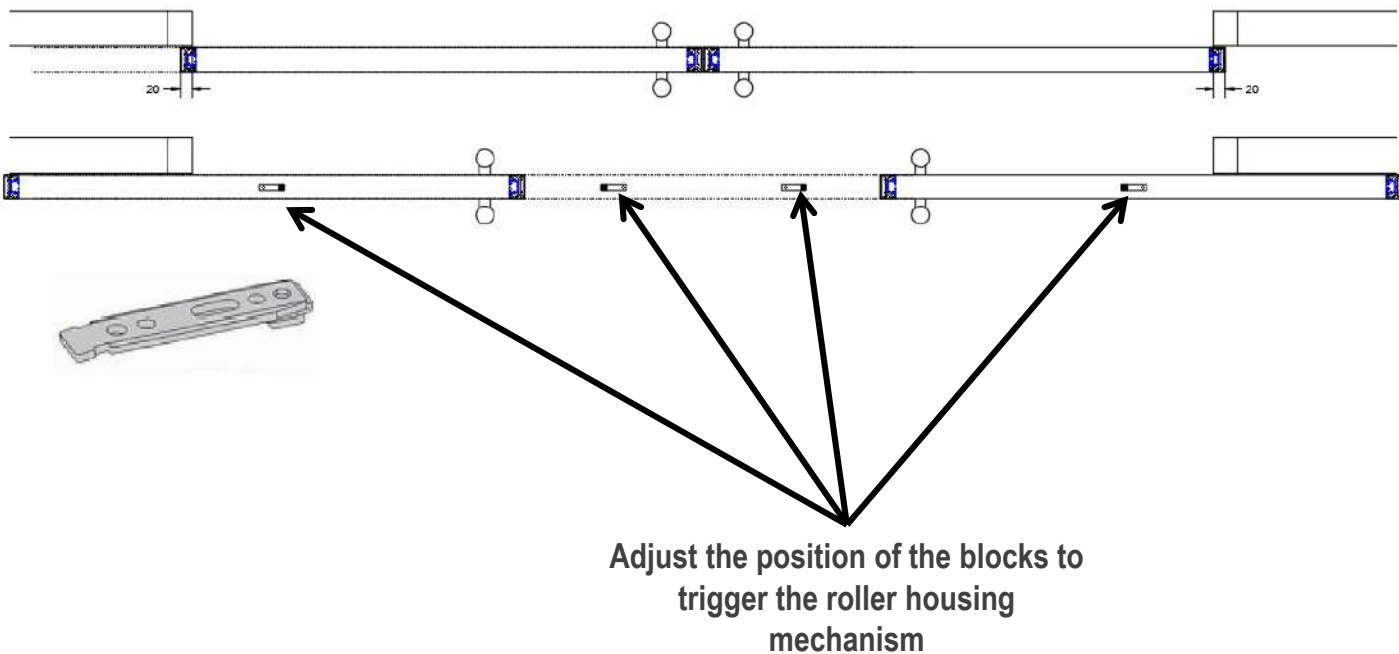 20
20
Adjust the position of the blocks to
trigger the roller housing
mechanism